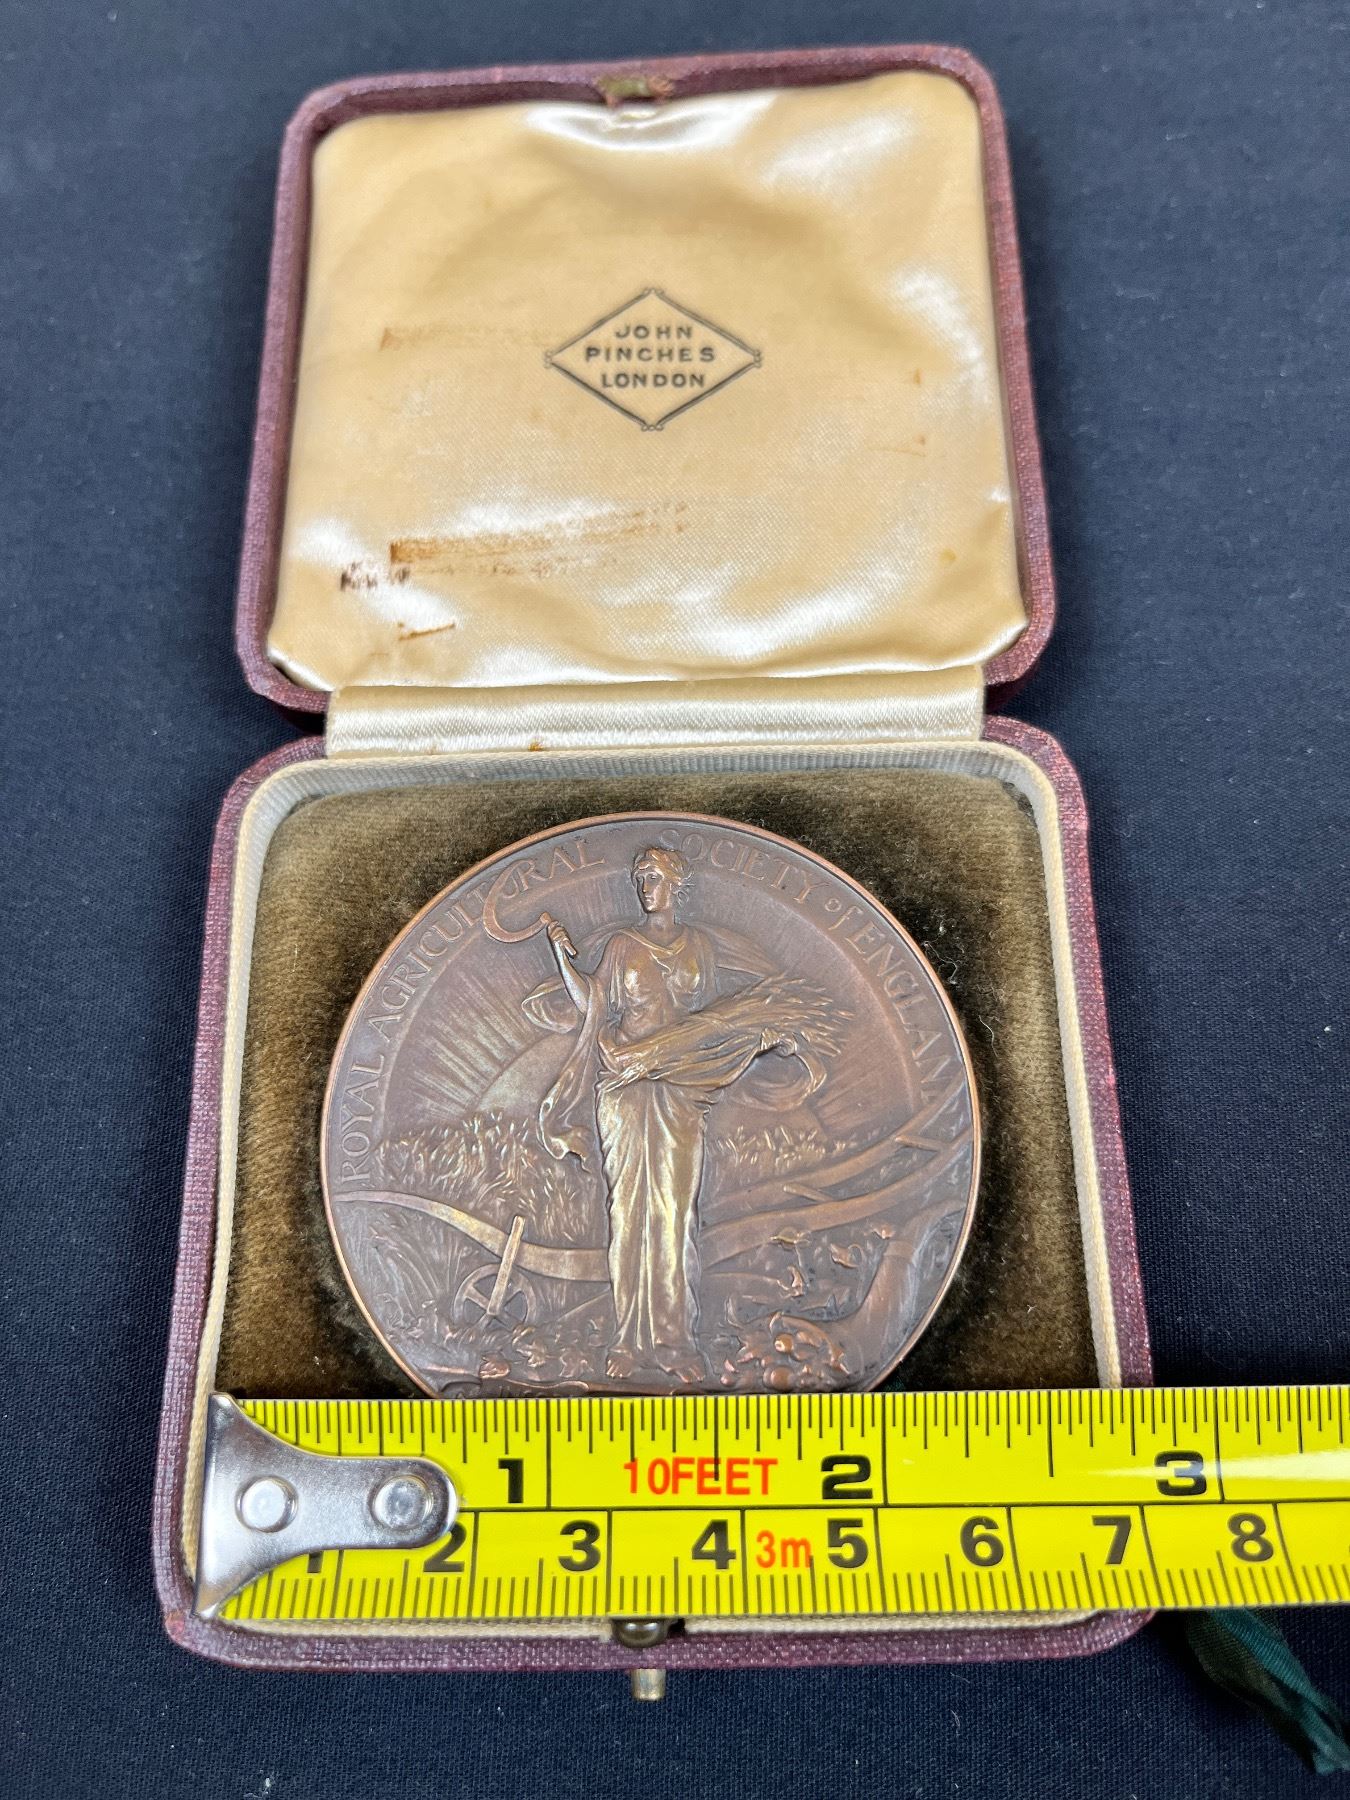 JOHN
PINCHES
LONDON
ROYAL AGRICULTURAL SOCIETY of ENGLAND
1 10FEET 2 3
1 2 3 4 3m 5 6 7 8